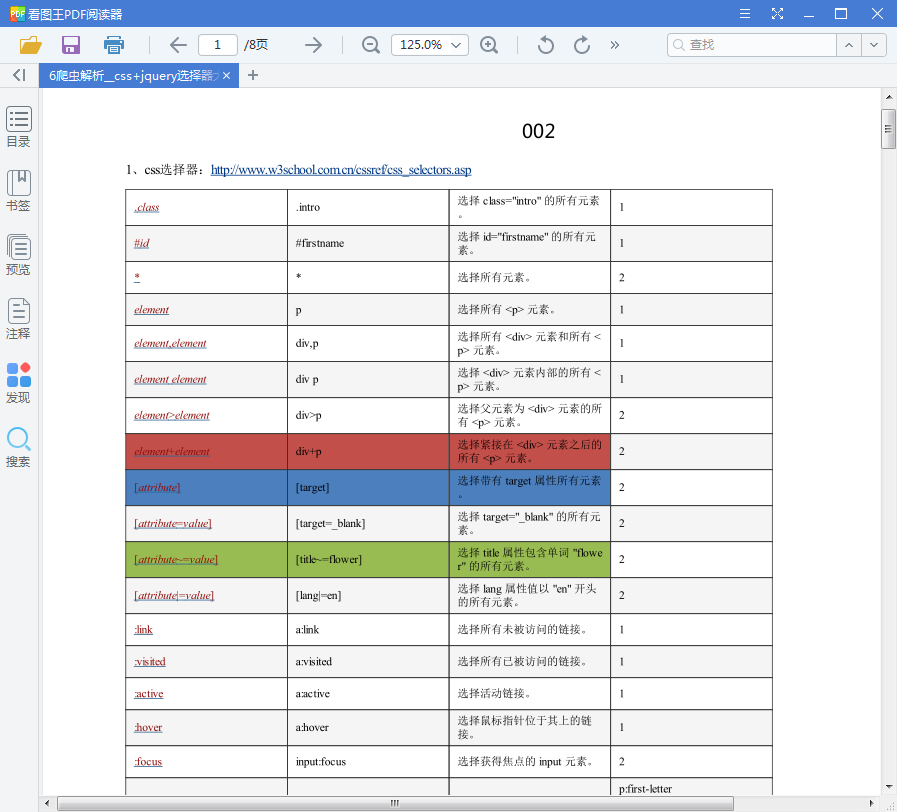 看图王PDF阅读器
1 /8页 125.0% 查找
6爬虫解析__css+jquery选择器
目录
书签
预览
注释
发现
搜索
002
1、css选择器：http://www.w3school.com.cn/cssref/css_selectors.asp
.class .intro 选择 class="intro" 的所有元素
。 1
#id #firstname 选择 id="firstname" 的所有元
素。 1
* * 选择所有元素。 2
element p 选择所有 <p> 元素。 1
element,element div,p 选择所有 <div> 元素和所有 <
p> 元素。 1
element element div p 选择 <div> 元素内部的所有 <
p> 元素。 1
element>element div>p 选择父元素为 <div> 元素的所
有 <p> 元素。 2
element+element div+p 选择紧接在 <div> 元素之后的
所有 <p> 元素。 2
[attribute] [target] 选择带有 target 属性所有元素
。 2
[attribute=value] [target=_blank] 选择 target="_blank" 的所有元
素。 2
[attribute~=value] [title~=flower] 选择 title 属性包含单词 "flowe
r" 的所有元素。 2
[attribute|=value] [lang|=en] 选择 lang 属性值以 "en" 开头
的所有元素。 2
:link a:link 选择所有未被访问的链接。 1
:visited a:visited 选择所有已被访问的链接。 1
:active a:active 选择活动链接。 1
:hover a:hover 选择鼠标指针位于其上的链
接。 1
:focus input:focus 选择获得焦点的 input 元素。 2
p:first-letter